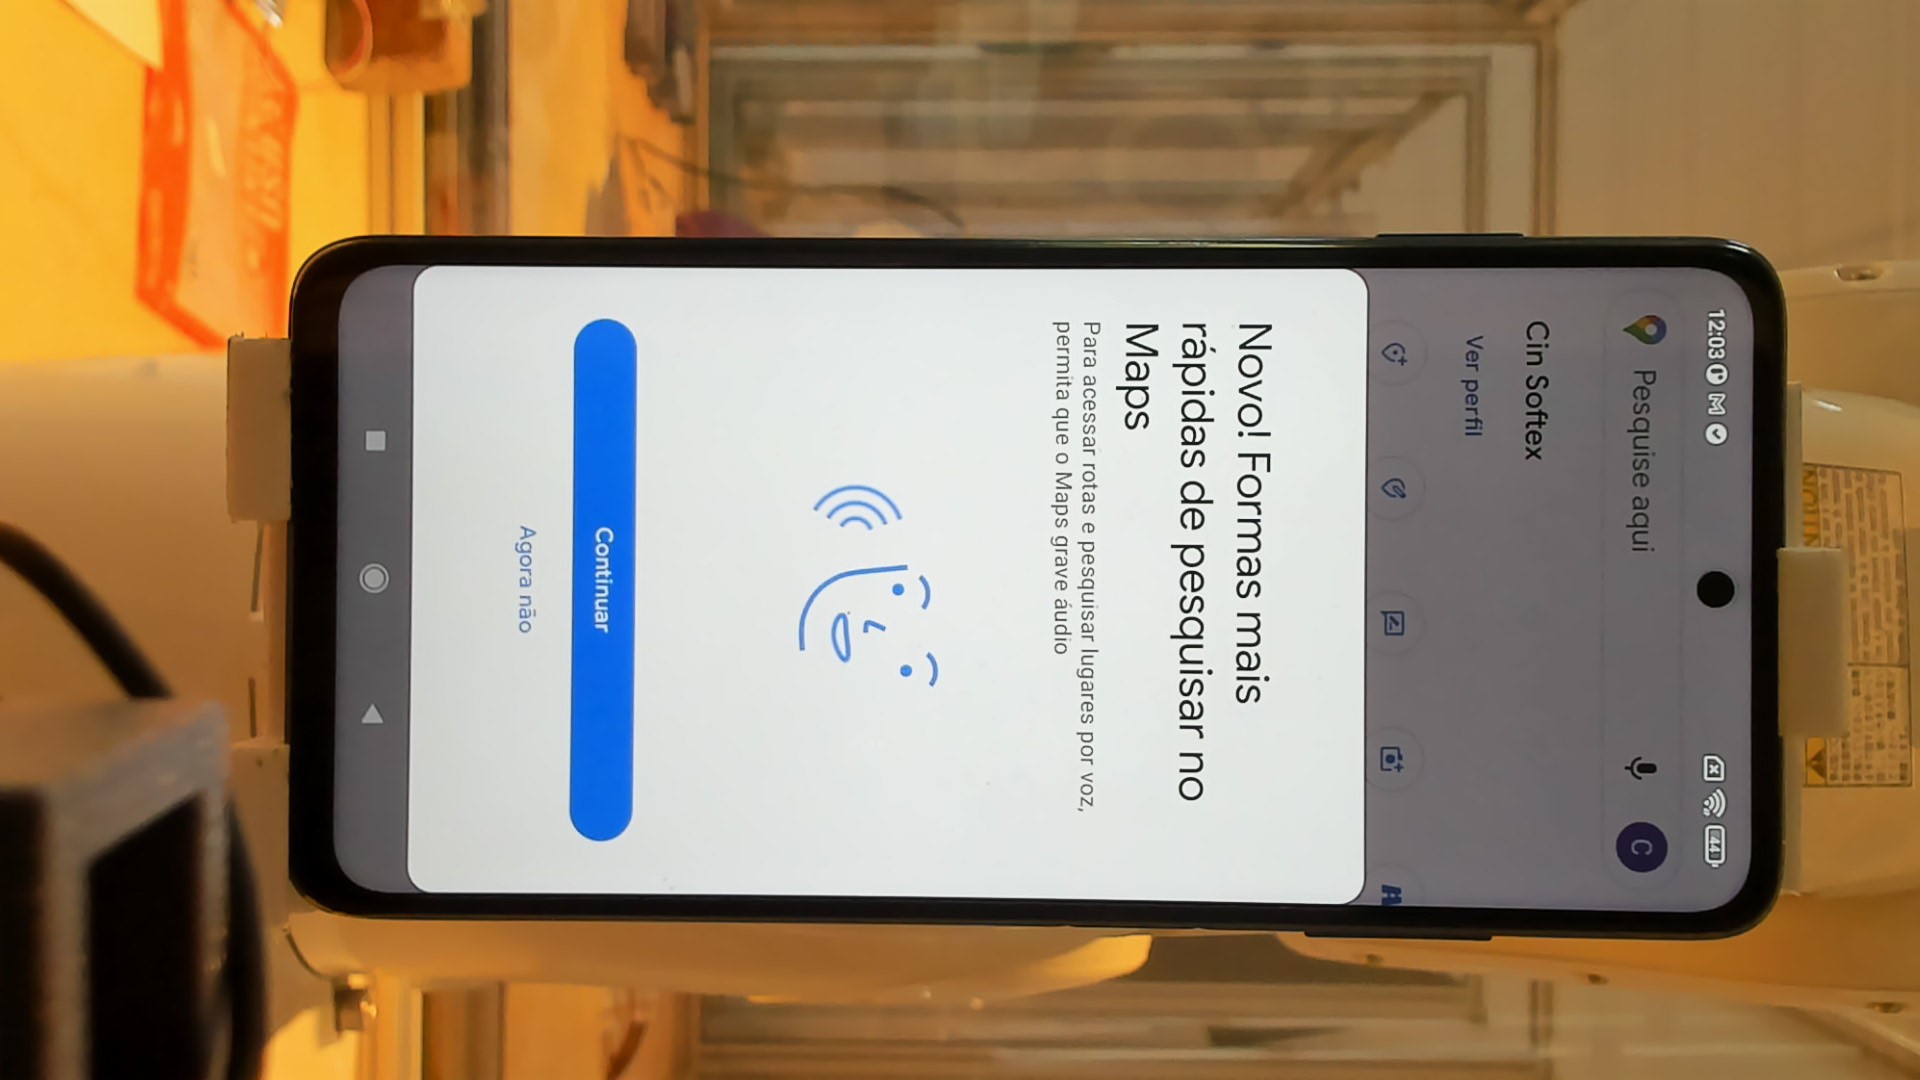 12:03
44
Pesquise aqui
C
Cin Softex
Ver perfil
Novo! Formas mais
rápidas de pesquisar no
Maps
Para acessar rotas e pesquisar lugares por voz,
permita que o Maps grave áudio
Continuar
Agora não